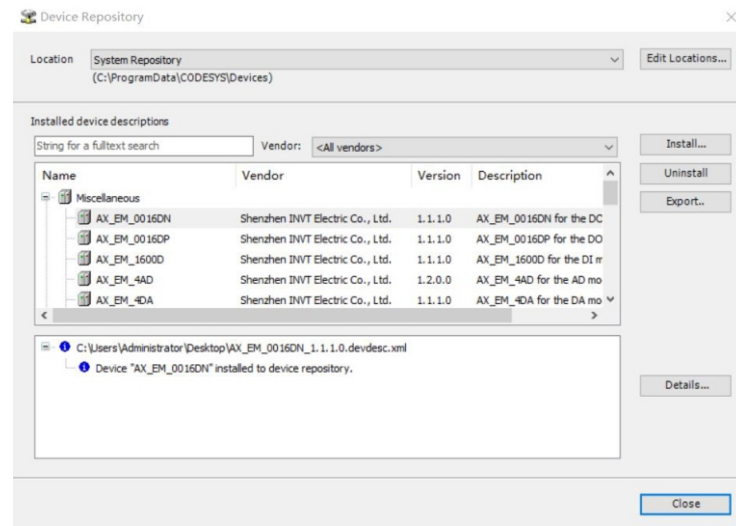 Device Repository
Location System Repository Edit Locations...
(C:\ProgramData\CODESYS\Devices)
Installed device descriptions
String for a fulltext search Vendor: <All vendors> Install...
Name Vendor Version Description Uninstall
Miscellaneous Export..
AX_EM_0016DN Shenzhen INVT Electric Co., Ltd. 1.1.1.0 AX_EM_0016DN for the DC
AX_EM_0016DP Shenzhen INVT Electric Co., Ltd. 1.1.1.0 AX_EM_0016DP for the DO
AX_EM_1600D Shenzhen INVT Electric Co., Ltd. 1.1.1.0 AX_EM_1600D for the DI m
AX_EM_4AD Shenzhen INVT Electric Co., Ltd. 1.2.0.0 AX_EM_4AD for the AD mo
AX_EM_4DA Shenzhen INVT Electric Co., Ltd. 1.1.1.0 AX_EM_4DA for the DA mo
C:\Users\Administrator\Desktop\AX_EM_0016DN_1.1.1.0.devdesc.xml
Device "AX_EM_0016DN" installed to device repository.
Details...
Close